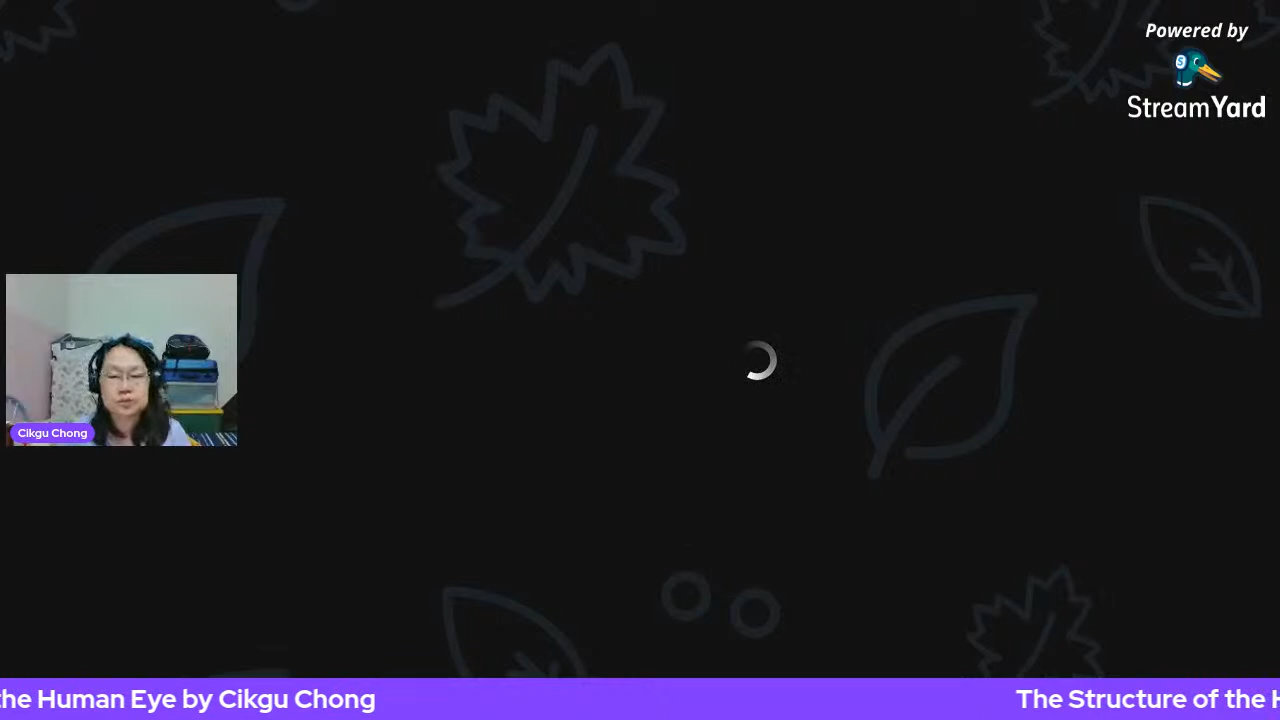 Powered by
StreamYard
Cikgu Chong
the Human Eye by Cikgu Chong
The Structure of the H